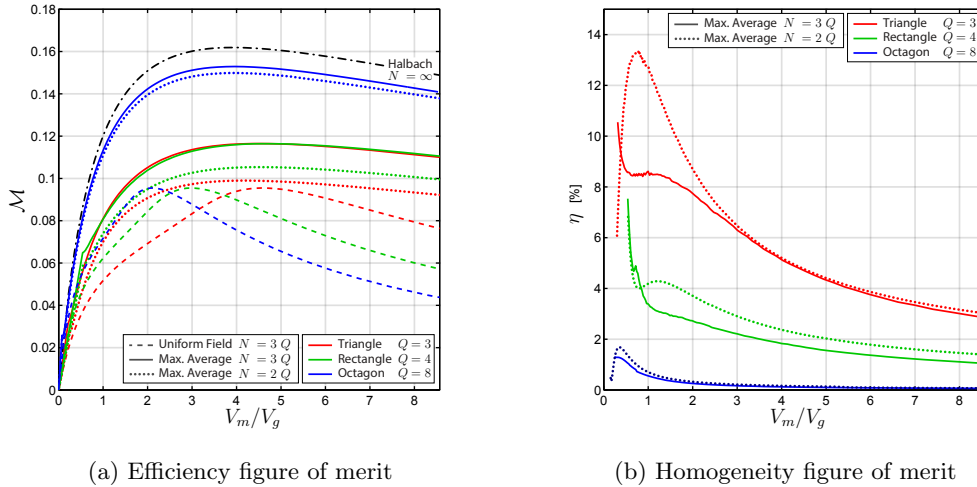 0.18
0.16
0.14
0.12
0.1
0.08
0.06
0.04
0.02
0
ℳ
Halbach
N = ∞
Uniform Field N = 3 Q
Max. Average N = 3 Q
Max. Average N = 2 Q
Triangle Q = 3
Rectangle Q = 4
Octagon Q = 8
0 1 2 3 4 5 6 7 8
V_m/V_g
(a) Efficiency figure of merit
14
12
10
8
6
4
2
0
η [%]
Max. Average N = 3 Q
Max. Average N = 2 Q
Triangle Q = 3
Rectangle Q = 4
Octagon Q = 8
0 1 2 3 4 5 6 7 8
V_m/V_g
(b) Homogeneity figure of merit